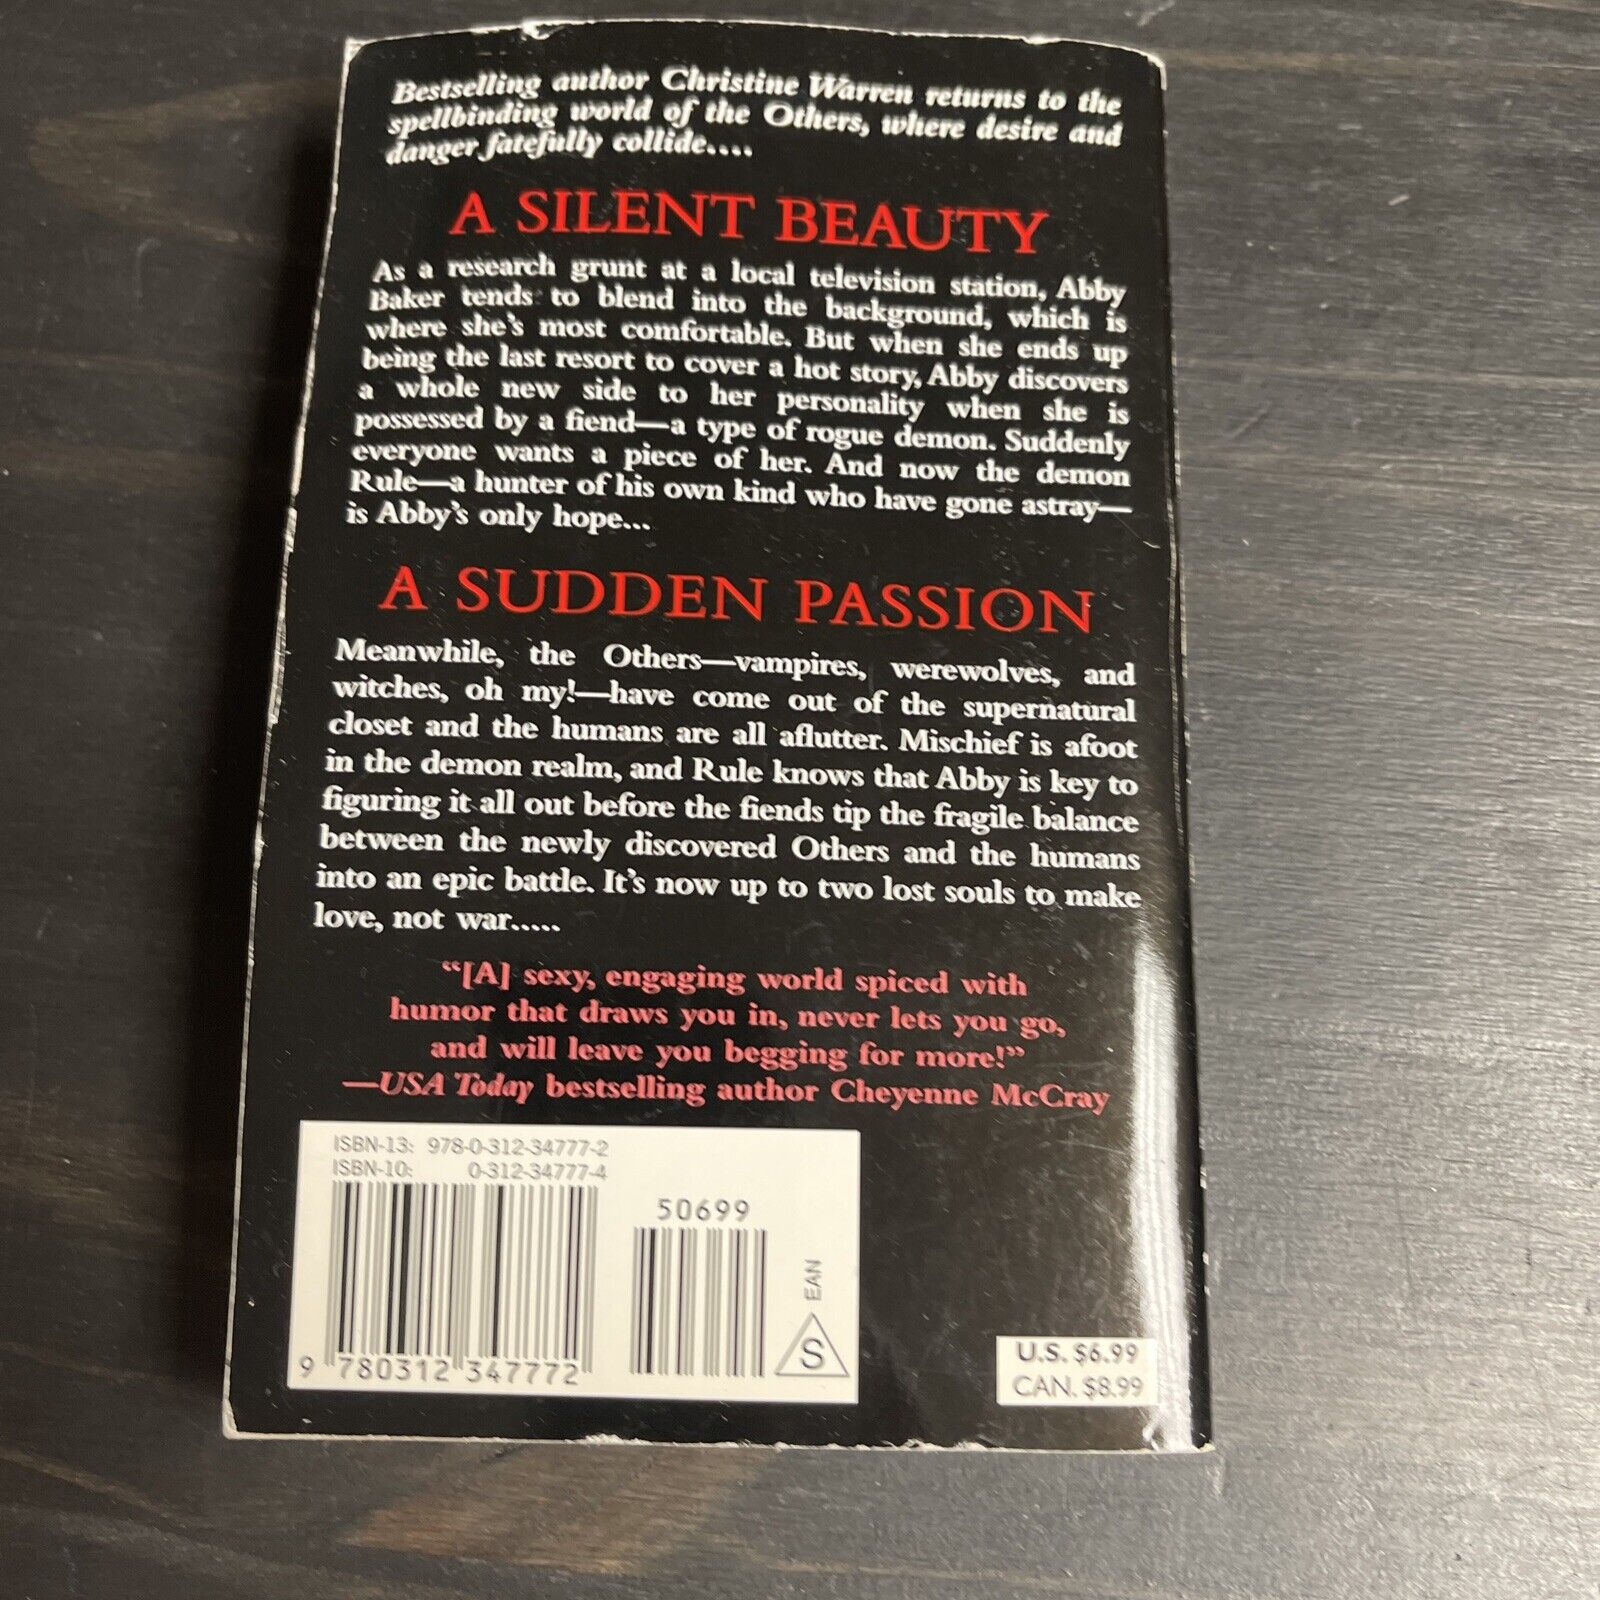 Bestselling author Christine Warren returns to the
spellbinding world of the Others, where desire and
danger fatefully collide....
A SILENT BEAUTY
As a research grunt at a local television station, Abby
Baker tends to blend into the background, which is
where she's most comfortable. But when she ends up
being the last resort to cover a hot story, Abby discovers
a whole new side to her personality when she is
possessed by a fiend—a type of rogue demon. Suddenly
everyone wants a piece of her. And now the demon
Rule—a hunter of his own kind who have gone astray—
is Abby's only hope...
A SUDDEN PASSION
Meanwhile, the Others—vampires, werewolves, and
witches, oh my!—have come out of the supernatural
closet and the humans are all aflutter. Mischief is afoot
in the demon realm, and Rule knows that Abby is key to
figuring it all out before the fiends tip the fragile balance
between the newly discovered Others and the humans
into an epic battle. It's now up to two lost souls to make
love, not war.....
“[A] sexy, engaging world spiced with
humor that draws you in, never lets you go,
and will leave you begging for more!”
—USA Today bestselling author Cheyenne McCray
ISBN-13: 978-0-312-34777-2
ISBN-10: 0-312-34777-4
50699
EAN
S
9 780312 347772
U.S. $6.99
CAN. $8.99